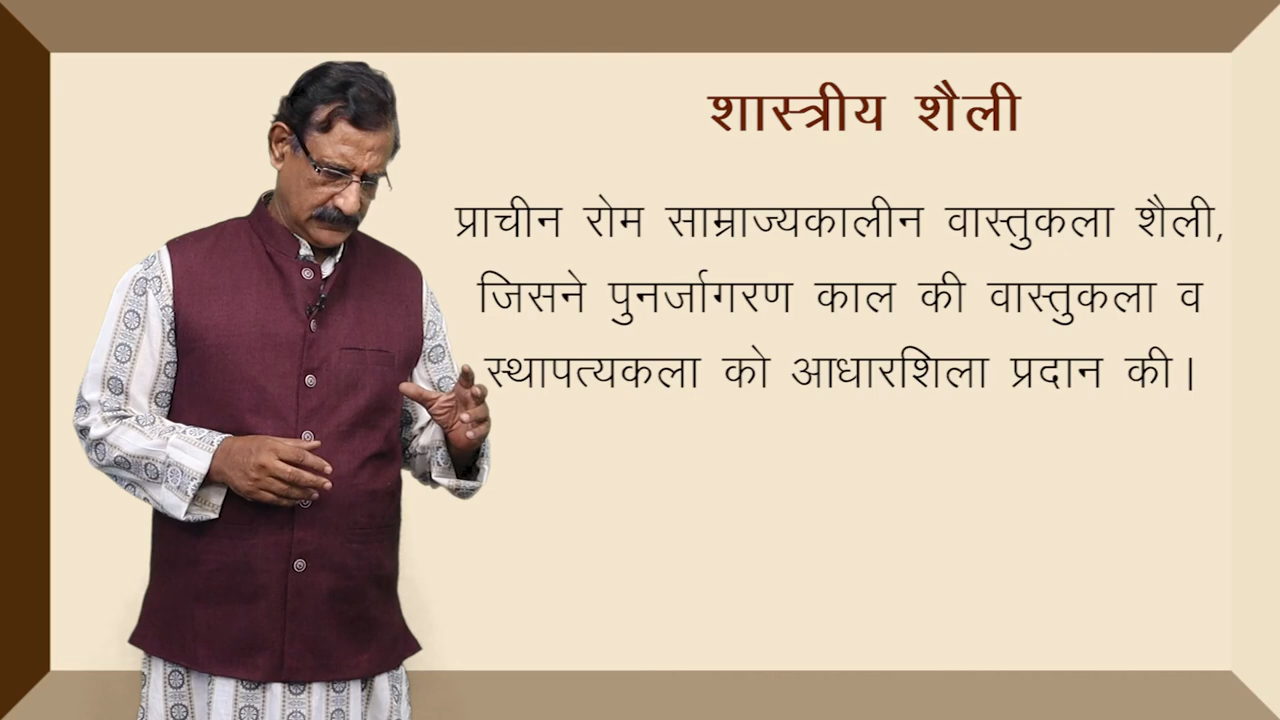 शास्त्रीय शैली
प्राचीन रोम साम्राज्यकालीन वास्तुकला शैली,
जिसने पुनर्जागरण काल की वास्तुकला व
स्थापत्यकला को आधारशिला प्रदान की।